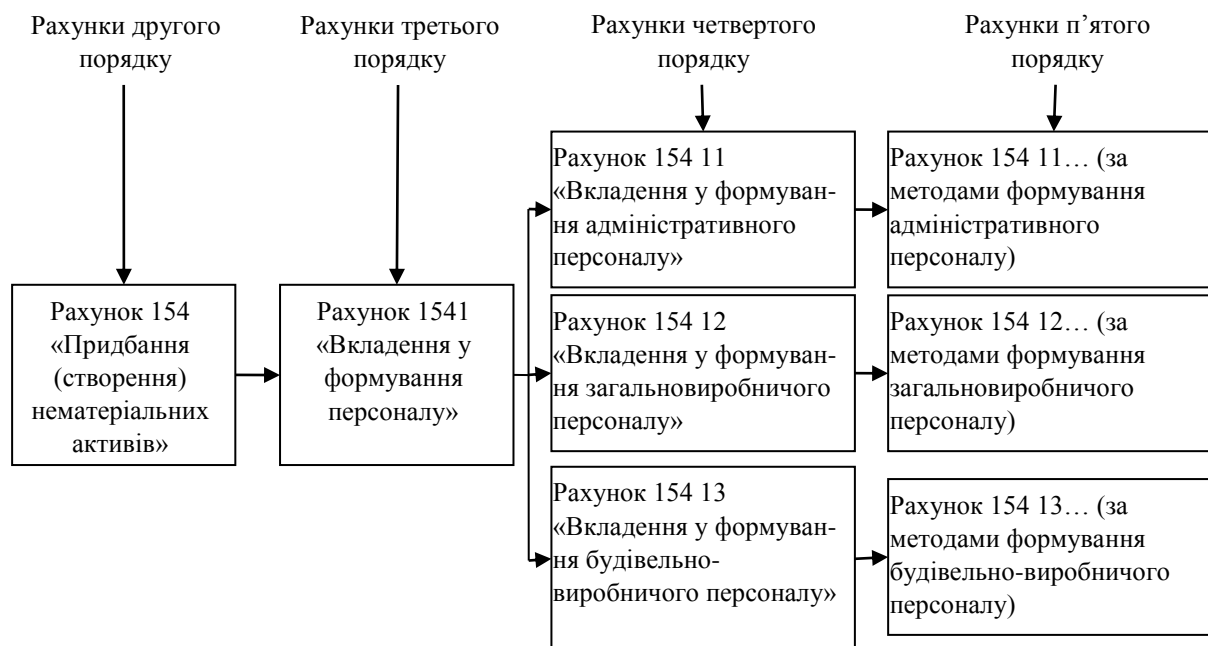 Рахунки другого
порядку
Рахунки третього
порядку
Рахунки четвертого
порядку
Рахунки п’ятого
порядку
Рахунок 154
«Придбання
(створення)
нематеріальних
активів»
Рахунок 1541
«Вкладення у
формування
персоналу»
Рахунок 154 11
«Вкладення у формуван-
ня адміністративного
персоналу»
Рахунок 154 11… (за
методами формування
адміністративного
персоналу)
Рахунок 154 12
«Вкладення у формуван-
ня загальновиробничого
персоналу»
Рахунок 154 12… (за
методами формування
загальновиробничого
персоналу)
Рахунок 154 13
«Вкладення у формуван-
ня будівельно-
виробничого персоналу»
Рахунок 154 13… (за
методами формування
будівельно-виробничого
персоналу)